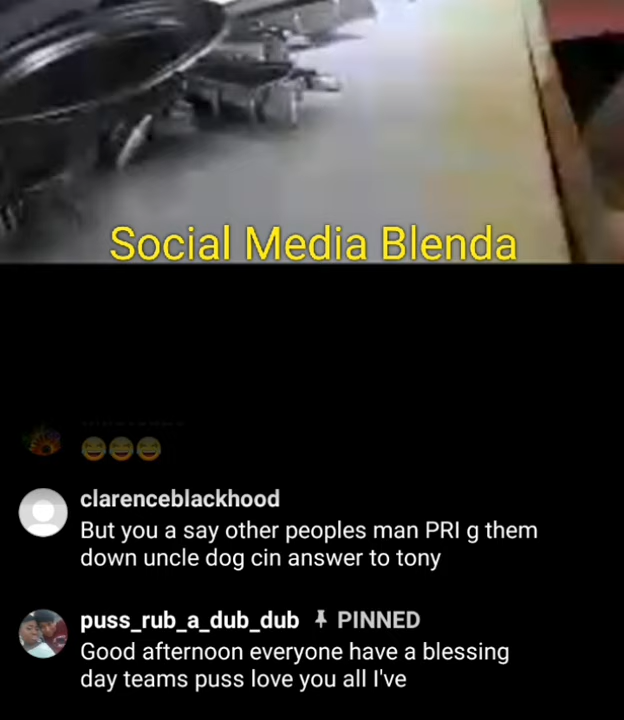 Social Media Blenda
😆😆😆
clarenceblackhood
But you a say other peoples man PRI g them
down uncle dog cin answer to tony
puss_rub_a_dub_dub 📌 PINNED
Good afternoon everyone have a blessing
day teams puss love you all I've